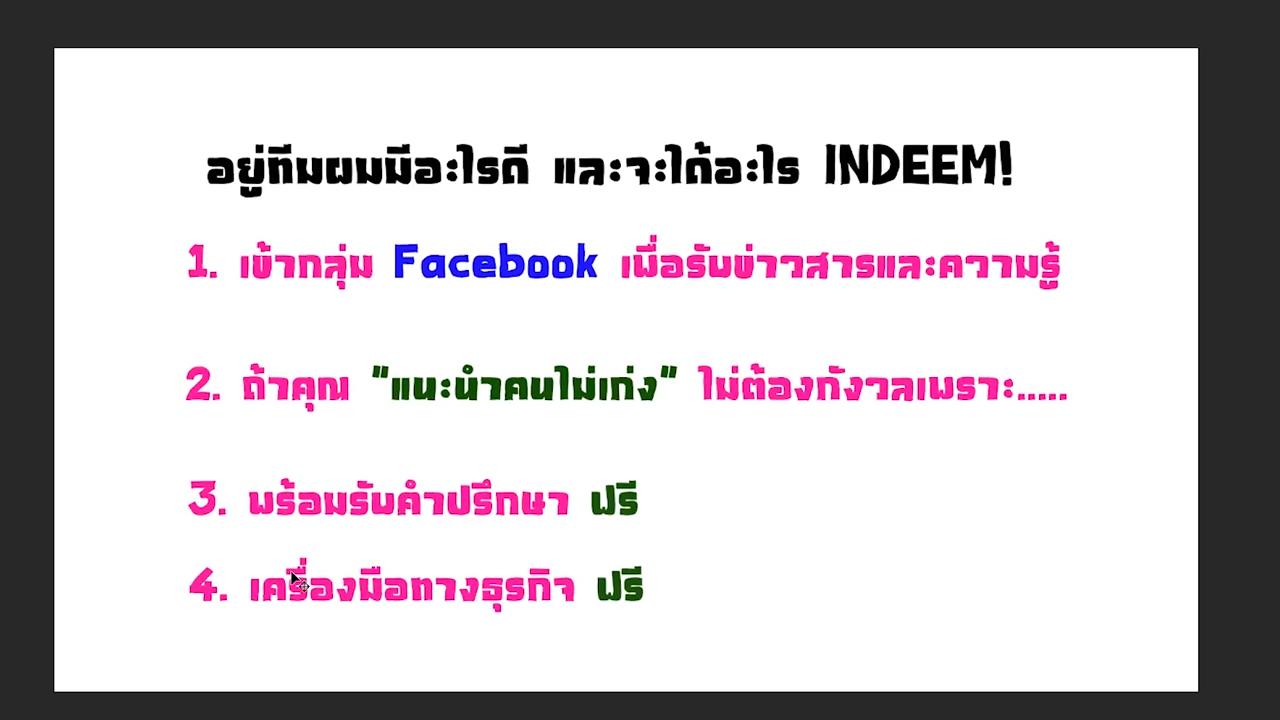 อยู่ทีมผมมีอะไรดี และจะได้อะไร INDEEM!
1. เข้ากลุ่ม Facebook เพื่อรับข่าวสารและความรู้
2. ถ้าคุณ "แนะนำคนไม่เก่ง" ไม่ต้องกังวลเพราะ.....
3. พร้อมรับคำปรึกษา ฟรี
4. เครื่องมือทางธุรกิจ ฟรี